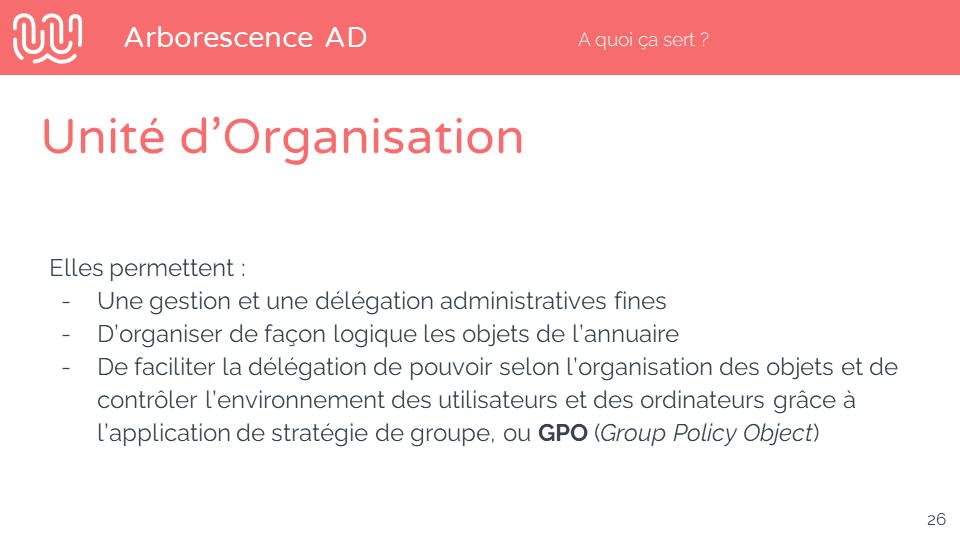 Arborescence AD
A quoi ça sert ?
Unité d’Organisation
Elles permettent :
- Une gestion et une délégation administratives fines
- D’organiser de façon logique les objets de l’annuaire
- De faciliter la délégation de pouvoir selon l’organisation des objets et de
contrôler l’environnement des utilisateurs et des ordinateurs grâce à
l’application de stratégie de groupe, ou GPO (Group Policy Object)
26